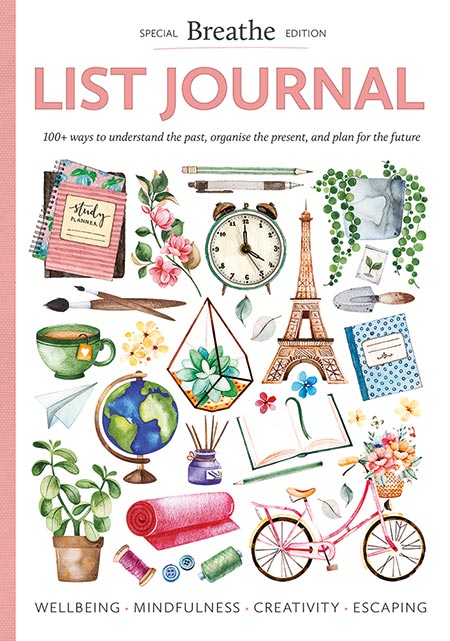 SPECIAL Breathe EDITION
LIST JOURNAL
100+ ways to understand the past, organise the present, and plan for the future
study
PLANNER
WELLBEING • MINDFULNESS • CREATIVITY • ESCAPING